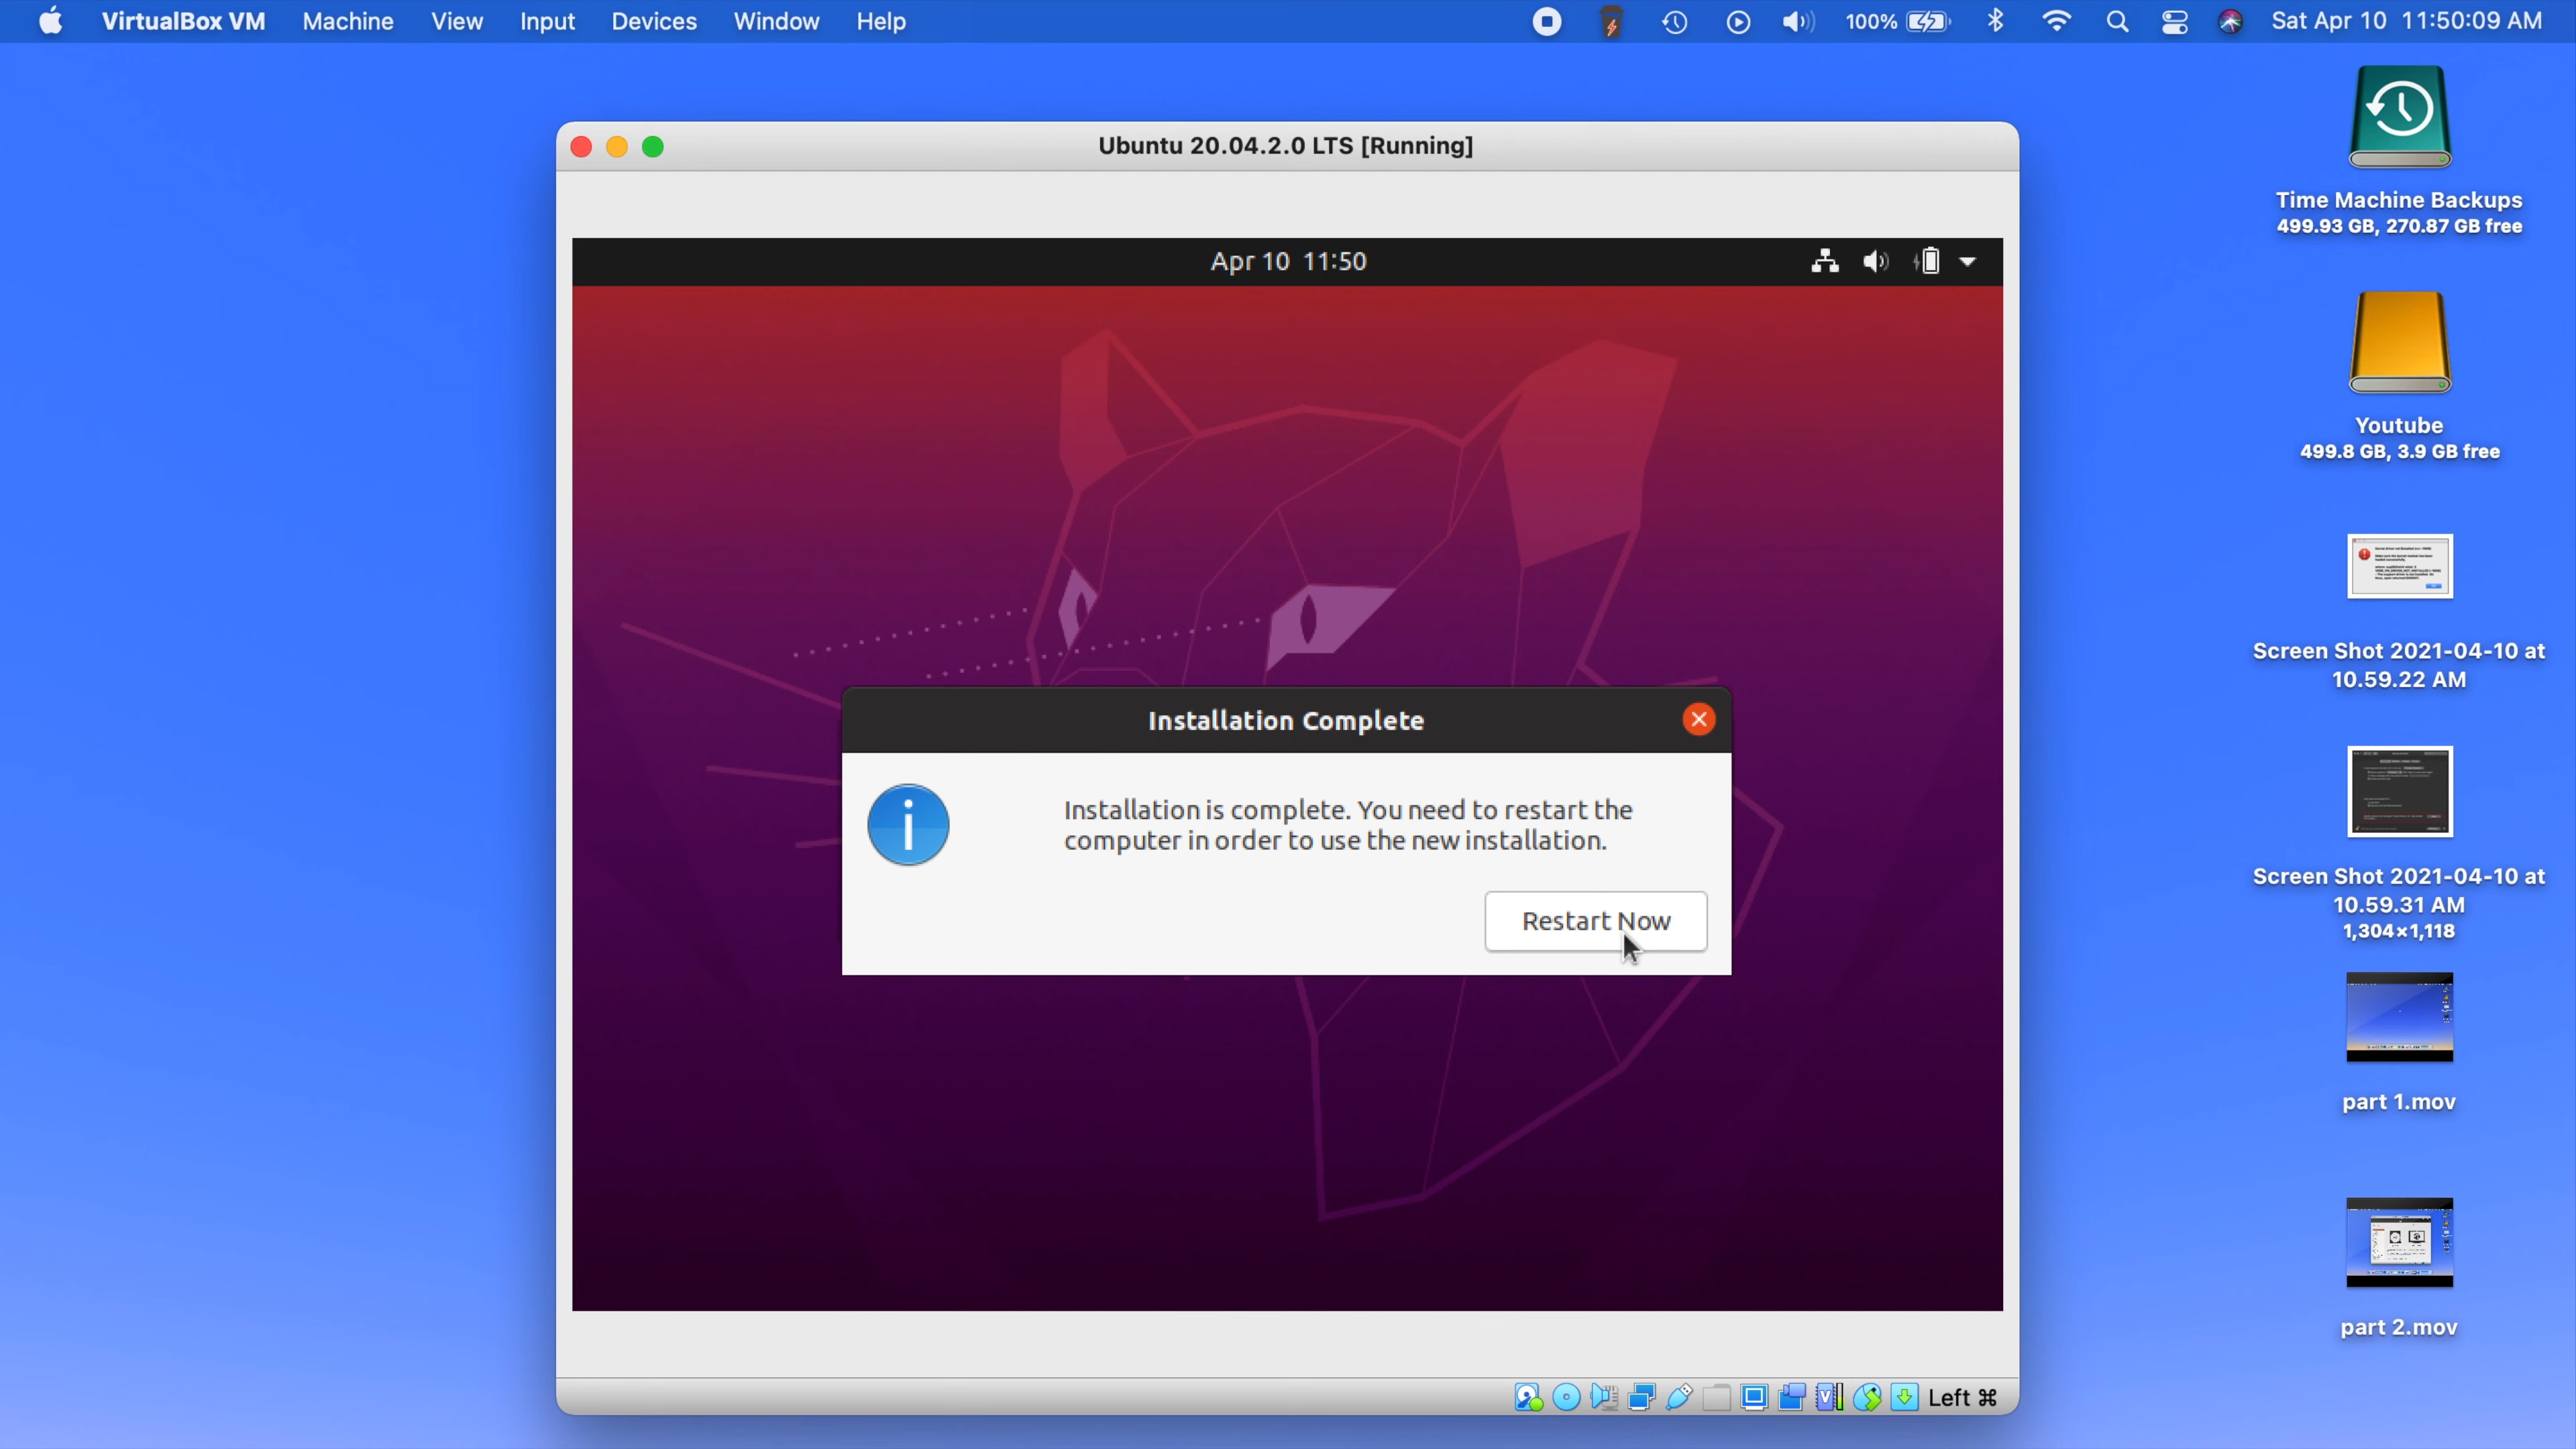 VirtualBox VM Machine View Input Devices Window Help 100% Sat Apr 10 11:50:09 AM
Ubuntu 20.04.2.0 LTS [Running]
Apr 10 11:50
Installation Complete
Installation is complete. You need to restart the
computer in order to use the new installation.
Restart Now
Left ⌘
Time Machine Backups
499.93 GB, 270.87 GB free
Youtube
499.8 GB, 3.9 GB free
Screen Shot 2021-04-10 at
10.59.22 AM
Screen Shot 2021-04-10 at
10.59.31 AM
1,304×1,118
part 1.mov
part 2.mov